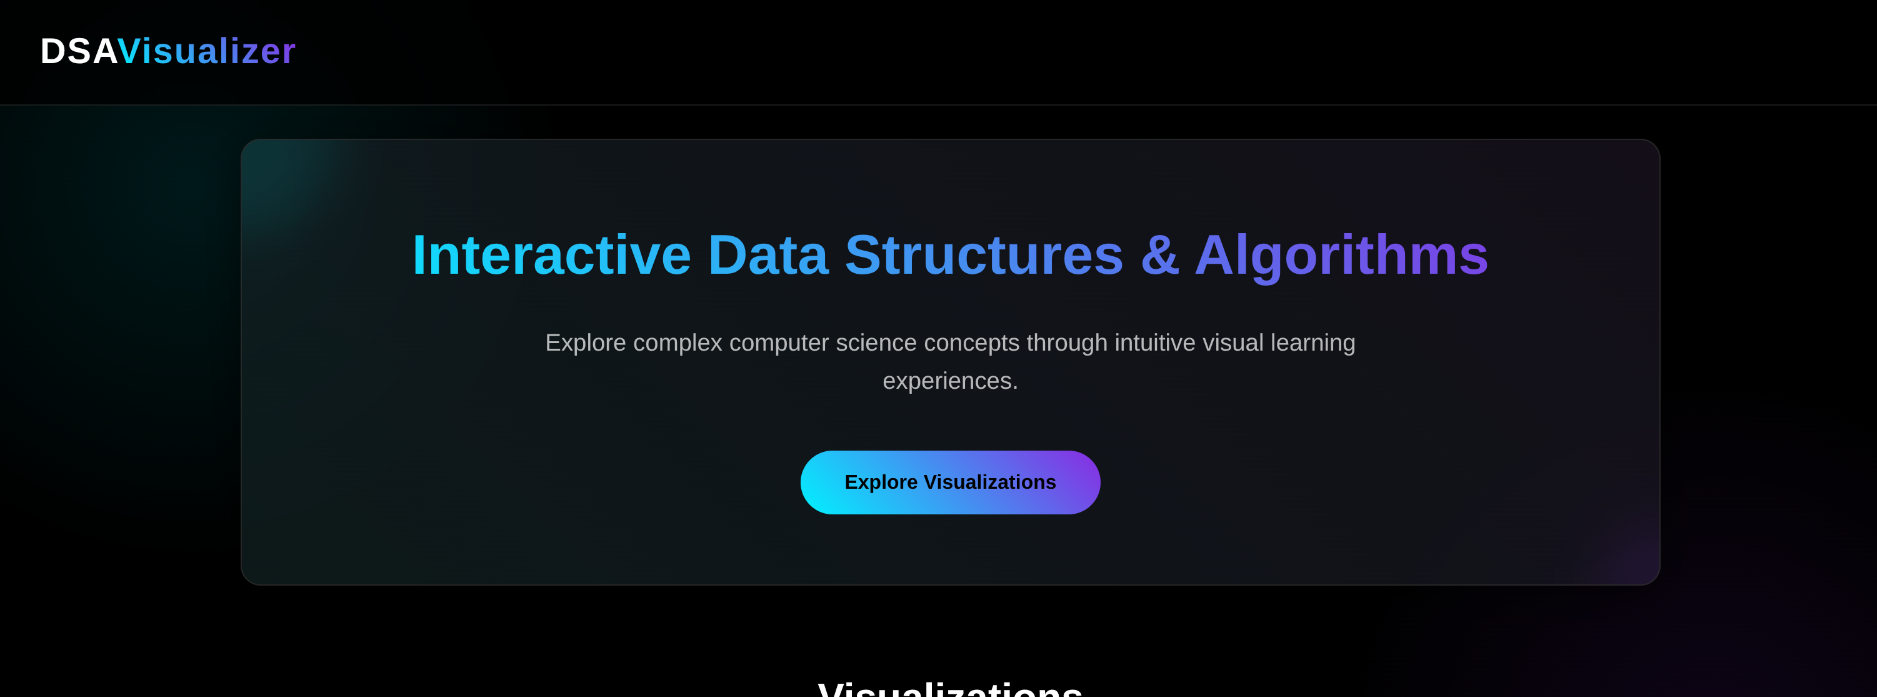 DSAVisualizer
Interactive Data Structures & Algorithms
Explore complex computer science concepts through intuitive visual learning
experiences.
Explore Visualizations
Visualizations